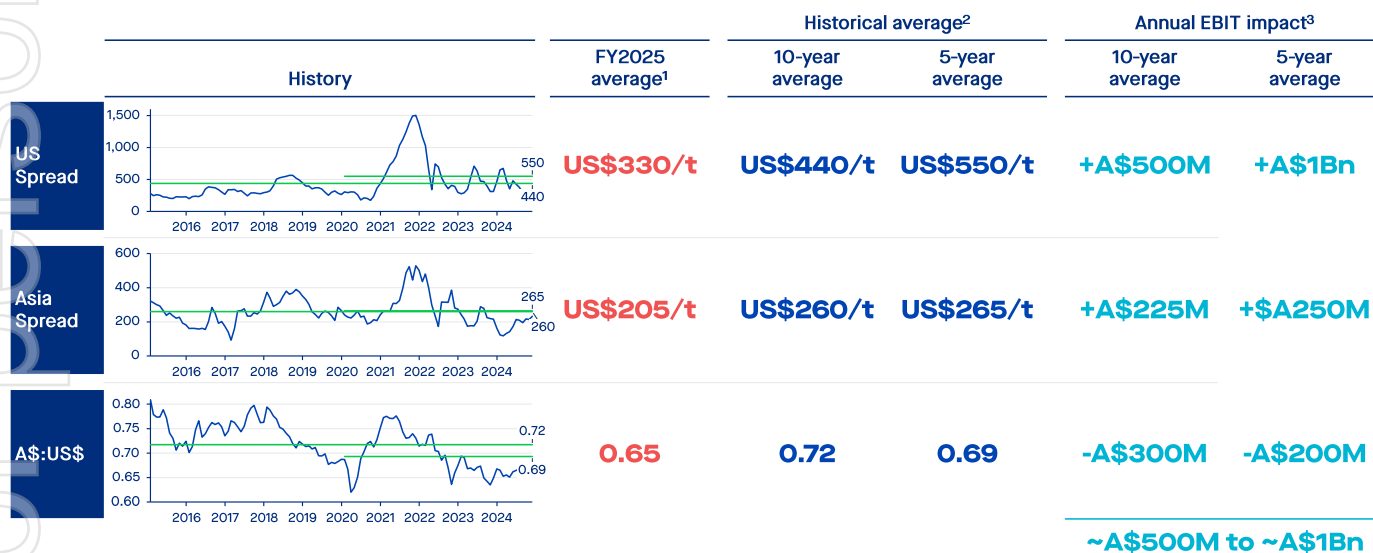 Historical average²
Annual EBIT impact³
History
FY2025
average¹
10-year
average
5-year
average
10-year
average
5-year
average
US
Spread
1,500
1,000
500
0
550
440
2016 2017 2018 2019 2020 2021 2022 2023 2024
US$330/t
US$440/t
US$550/t
+A$500M
+A$1Bn
Asia
Spread
600
400
200
0
265
260
2016 2017 2018 2019 2020 2021 2022 2023 2024
US$205/t
US$260/t
US$265/t
+A$225M
+$A250M
A$:US$
0.80
0.75
0.70
0.65
0.60
0.72
0.69
2016 2017 2018 2019 2020 2021 2022 2023 2024
0.65
0.72
0.69
-A$300M
-A$200M
~A$500M to ~A$1Bn